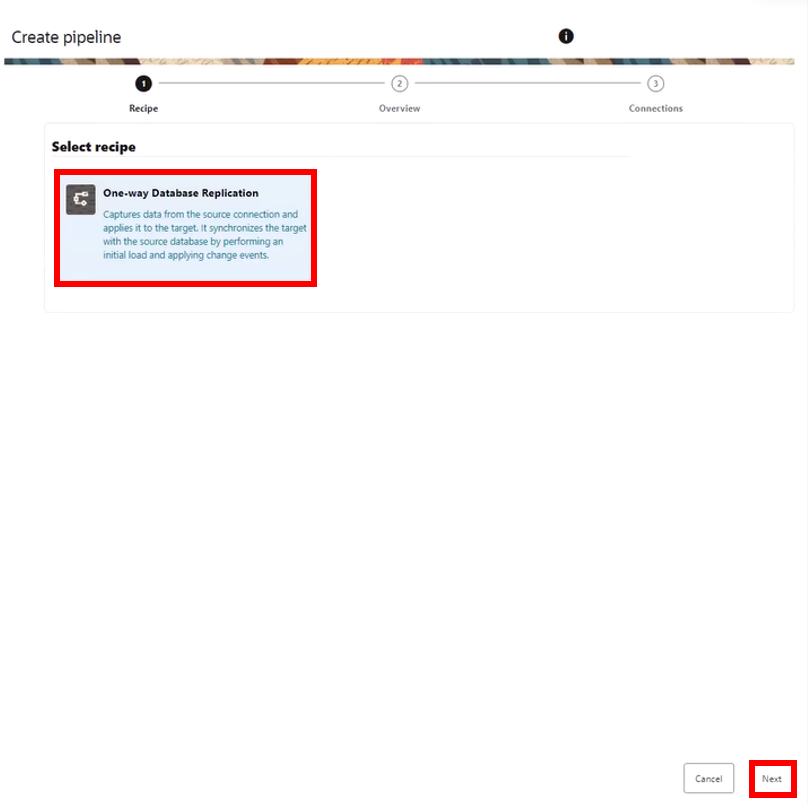 Create pipeline
i
1
2
3
Recipe
Overview
Connections
Select recipe
One-way Database Replication
Captures data from the source connection and
applies it to the target. It synchronizes the target
with the source database by performing an
initial load and applying change events.
Cancel
Next